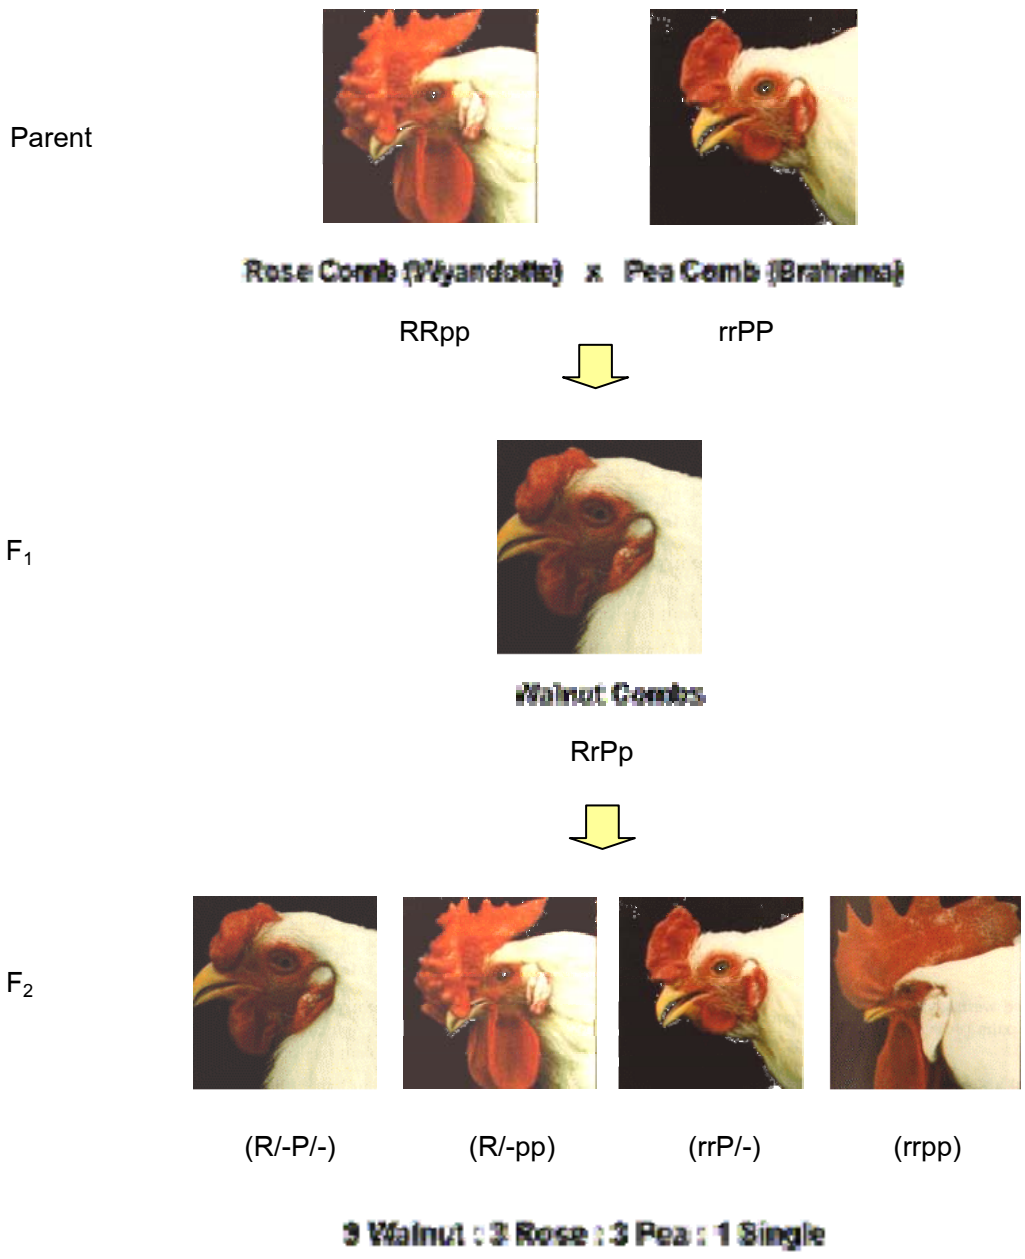 Parent
Rose Comb (Wyandotte) x Pea Comb (Brahama)
RRpp rrPP
F₁
Walnut Combs
RrPp
F₂
(R/-P/-) (R/-pp) (rrP/-) (rrpp)
9 Walnut : 3 Rose : 3 Pea : 1 Single